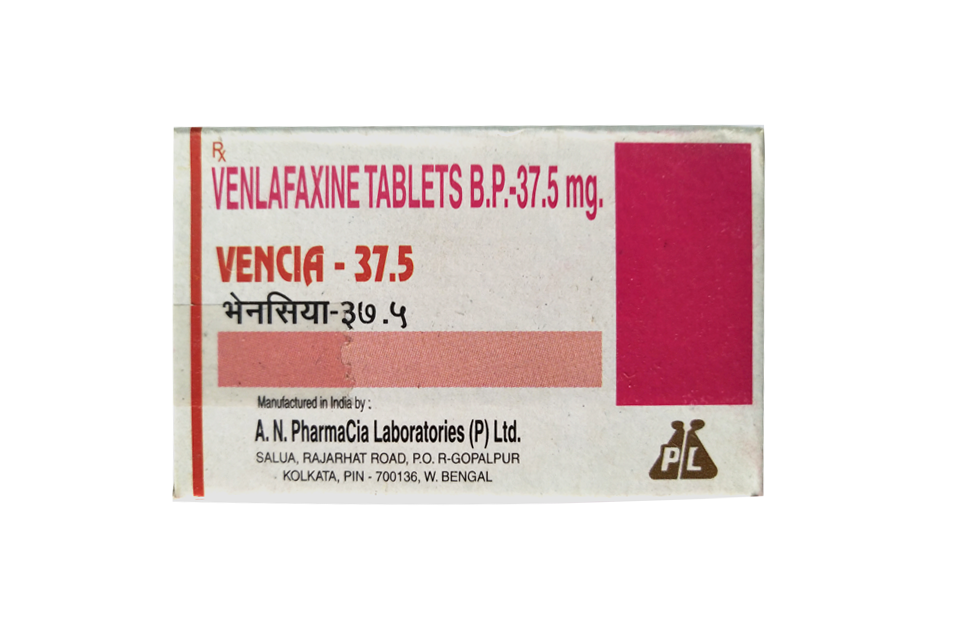 Rx
VENLAFAXINE TABLETS B.P.-37.5 mg.
VENCIA - 37.5
भेनसिया-३७.५
Manufactured in India by :
A. N. PharmaCia Laboratories (P) Ltd.
SALUA, RAJARHAT ROAD, P.O. R-GOPALPUR
KOLKATA, PIN - 700136, W. BENGAL
P L